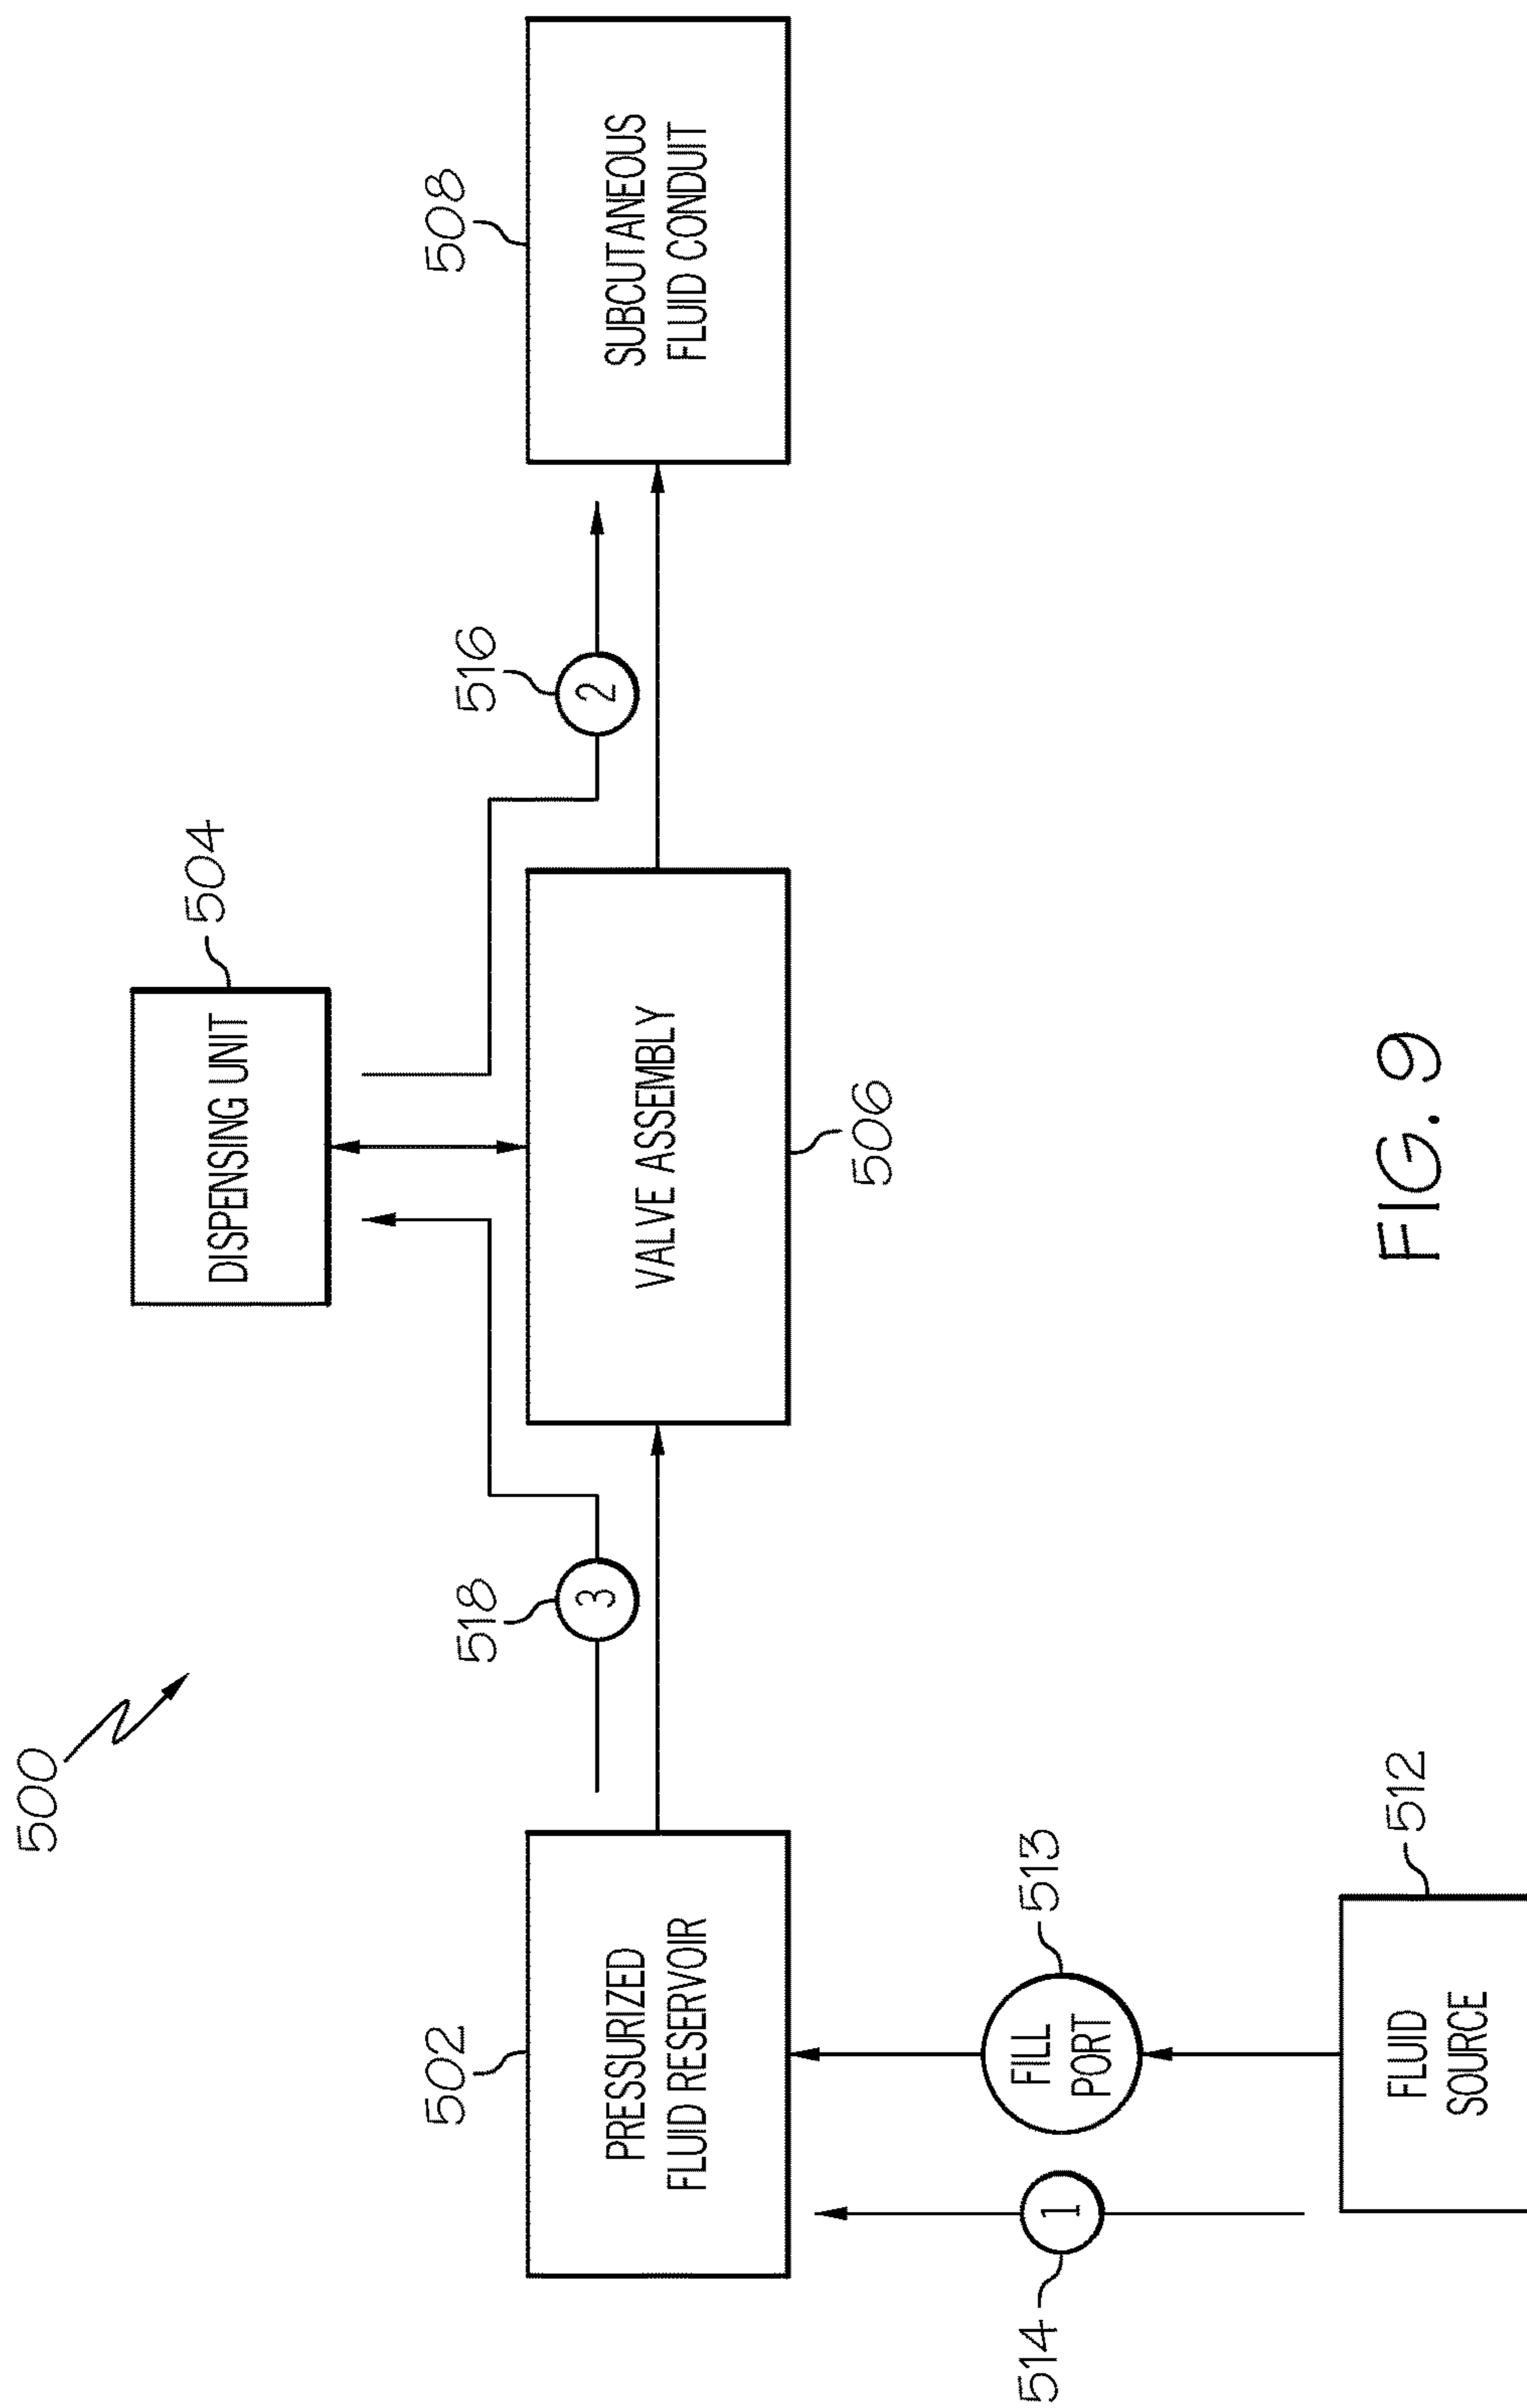 500
504
DISPENSING UNIT
502
518
516
508
3
2
PRESSURIZED
FLUID RESERVOIR
VALVE ASSEMBLY
SUBCUTANEOUS
FLUID CONDUIT
506
514
1
FILL
PORT
513
FLUID
SOURCE
512
FIG. 9